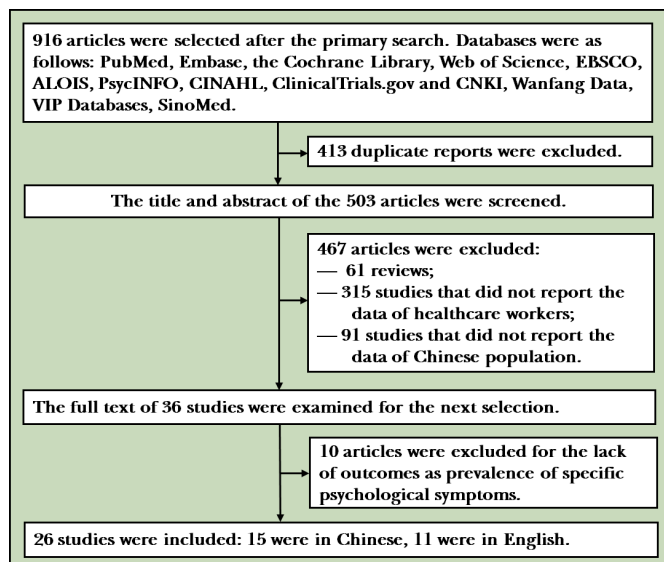 916 articles were selected after the primary search. Databases were as
follows: PubMed, Embase, the Cochrane Library, Web of Science, EBSCO,
ALOIS, PsycINFO, CINAHL, ClinicalTrials.gov and CNKI, Wanfang Data,
VIP Databases, SinoMed.
413 duplicate reports were excluded.
The title and abstract of the 503 articles were screened.
467 articles were excluded:
— 61 reviews;
— 315 studies that did not report the
data of healthcare workers;
— 91 studies that did not report the
data of Chinese population.
The full text of 36 studies were examined for the next selection.
10 articles were excluded for the lack
of outcomes as prevalence of specific
psychological symptoms.
26 studies were included: 15 were in Chinese, 11 were in English.